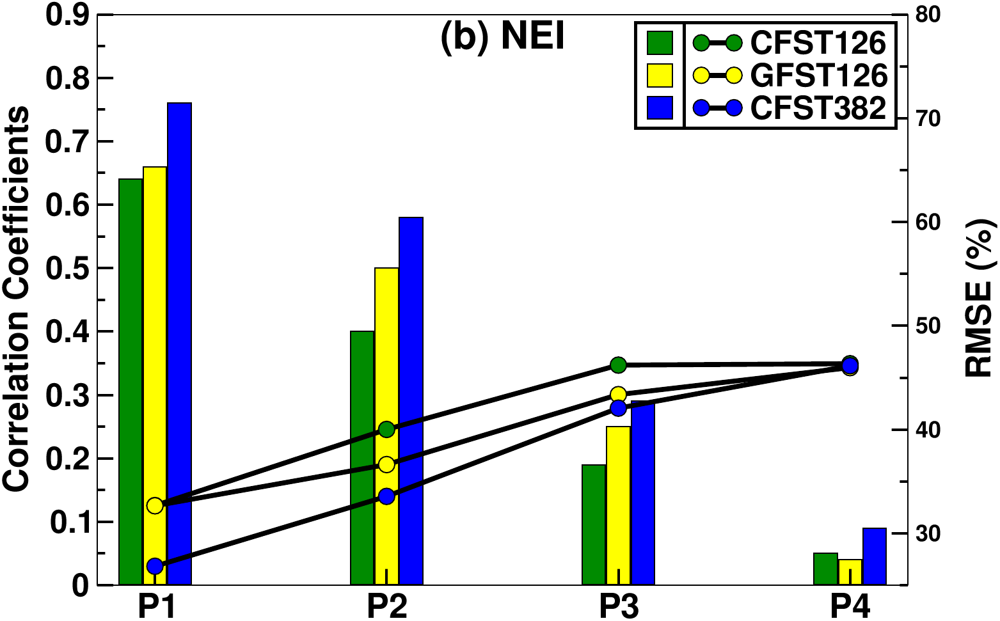 (b) NEI
CFST126
GFST126
CFST382
Correlation Coefficients
0.9
0.8
0.7
0.6
0.5
0.4
0.3
0.2
0.1
0
80
70
60
50
40
30
RMSE (%)
P1 P2 P3 P4